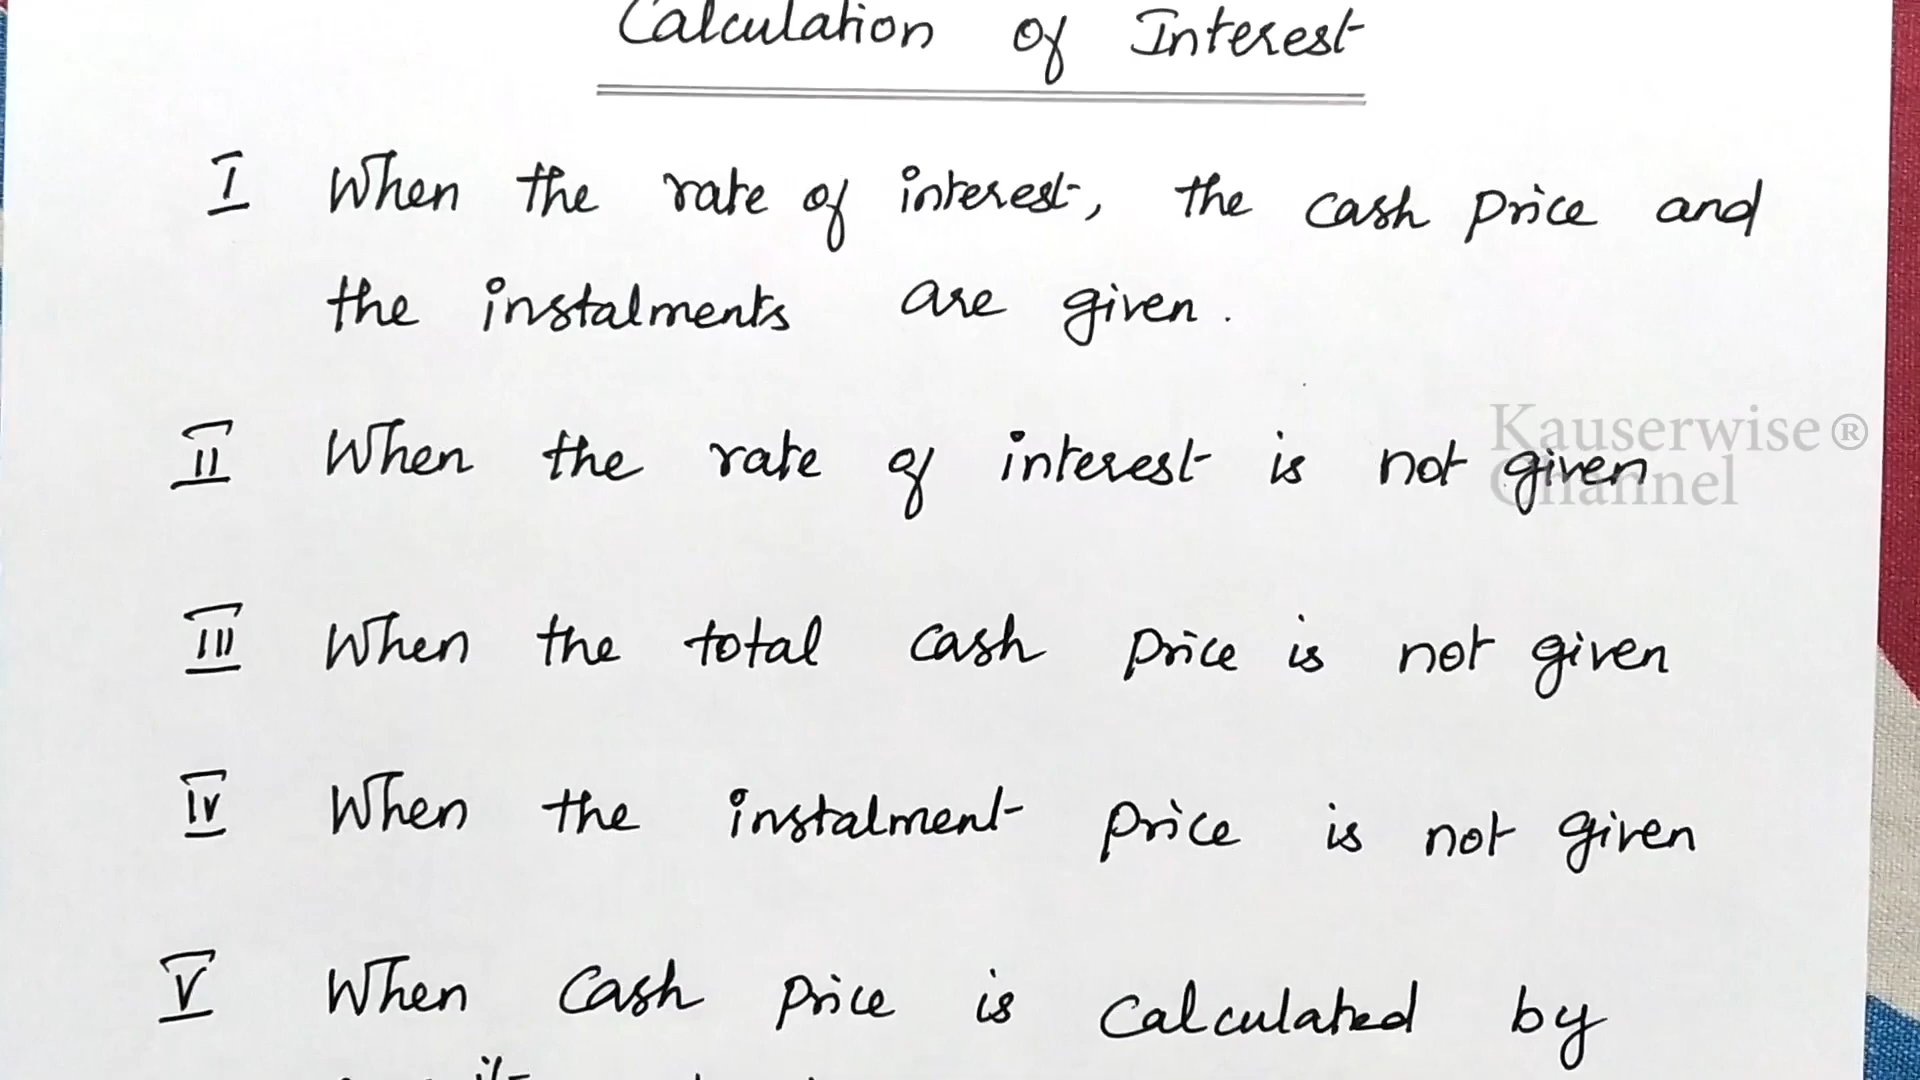 Calculation of Interest
I When the rate of interest, the cash price and
the instalments are given.
Kauserwise®
Channel
II When the rate of interest is not given
III When the total cash price is not given
IV When the instalment price is not given
V When cash price is calculated by